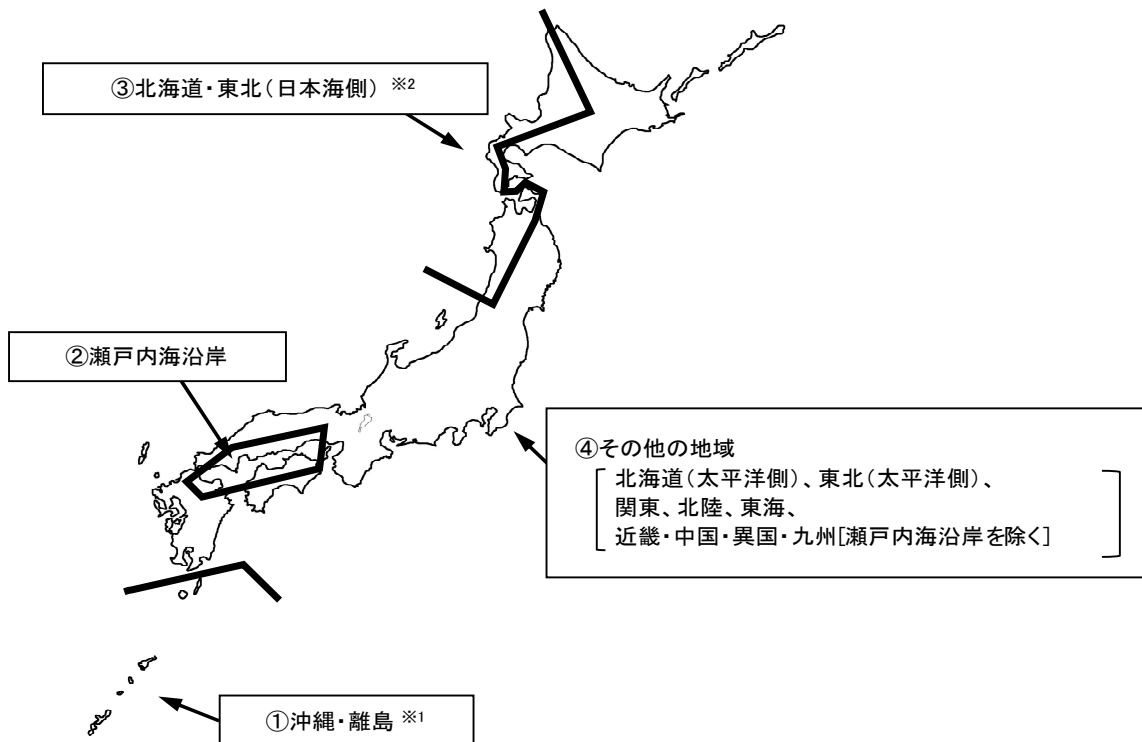 ③北海道・東北（日本海側） ※2
②瀬戸内海沿岸
④その他の地域
北海道（太平洋側）、東北（太平洋側）、
関東、北陸、東海、
近畿・中国・異国・九州[瀬戸内海沿岸を除く]
①沖縄・離島 ※1